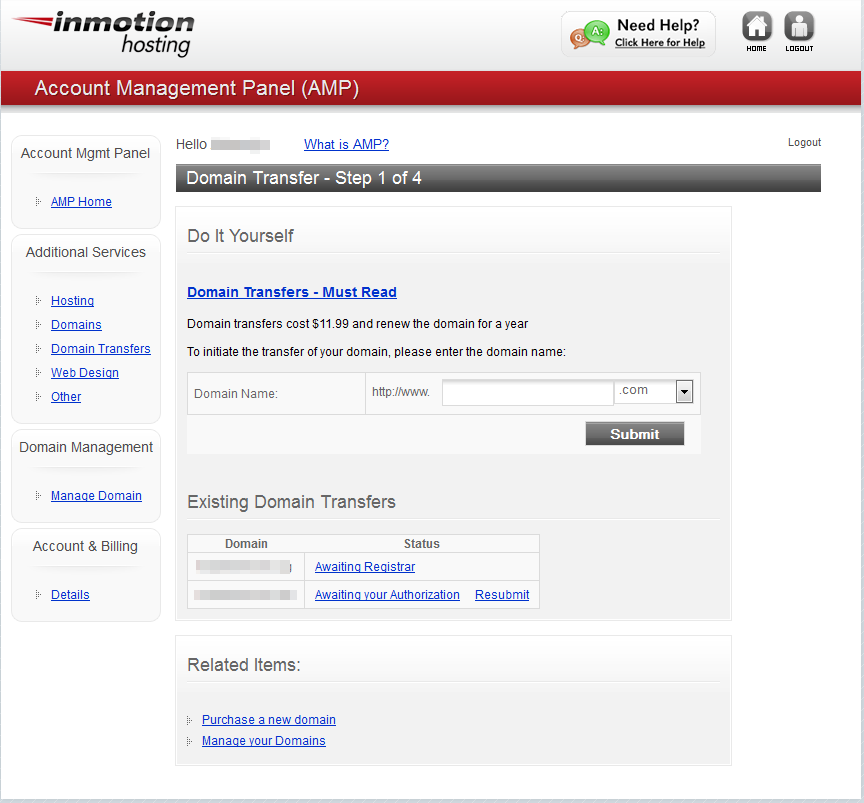 inmotion
hosting
Need Help?
Click Here for Help
Q:
A:
HOME
LOGOUT
Account Management Panel (AMP)
Account Mgmt Panel
AMP Home
Additional Services
Hosting
Domains
Domain Transfers
Web Design
Other
Domain Management
Manage Domain
Account & Billing
Details
Hello
What is AMP?
Logout
Domain Transfer - Step 1 of 4
Do It Yourself
Domain Transfers - Must Read
Domain transfers cost $11.99 and renew the domain for a year
To initiate the transfer of your domain, please enter the domain name:
Domain Name: http://www. .com
Submit
Existing Domain Transfers
Domain Status
Awaiting Registrar
Awaiting your Authorization Resubmit
Related Items:
Purchase a new domain
Manage your Domains